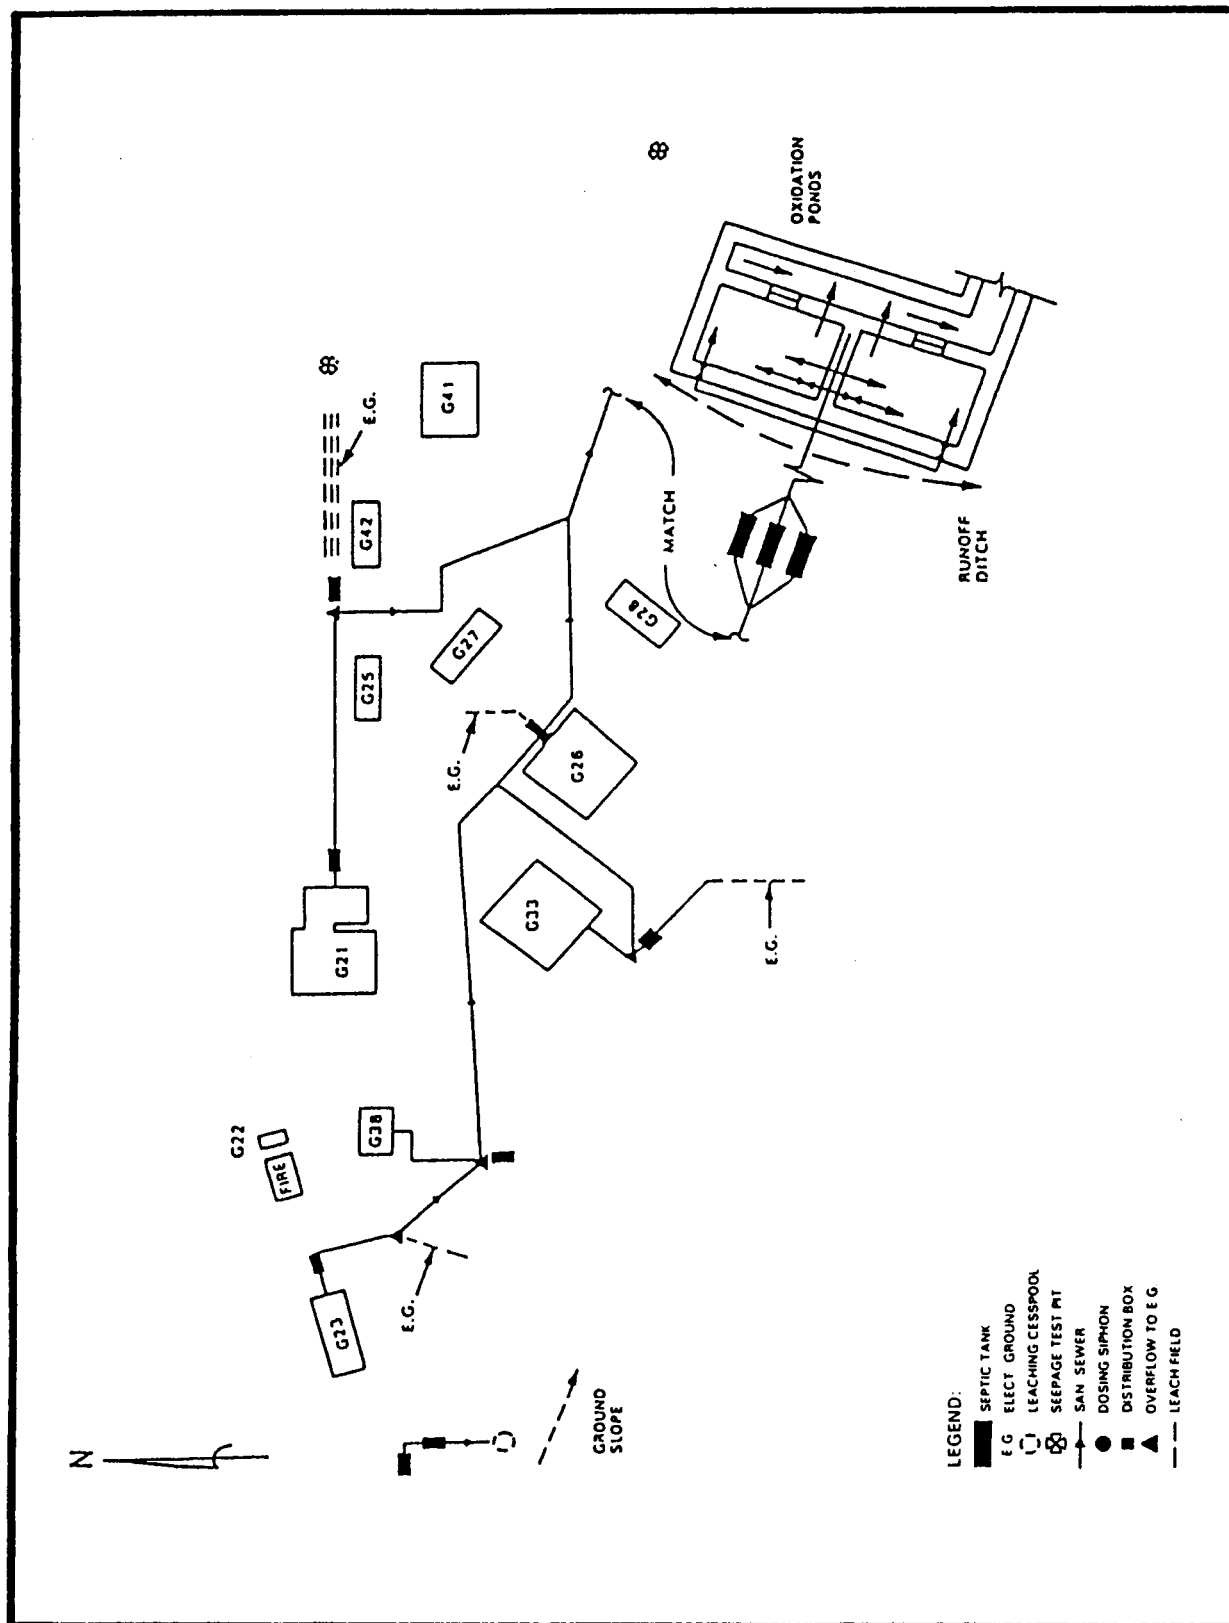 N
G22
FIRE
G23
G38
E.G.
GROUND
SLOPE
G21
G25
G42
E.G.
G41
G27
E.G.
G26
G33
E.G.
G28
MATCH
OXIDATION
PONDS
RUNOFF
DITCH
LEGEND:
SEPTIC TANK
E G ELECT GROUND
LEACHING CESSPOOL
SEEPAGE TEST PIT
SAN SEWER
DOSING SIPHON
DISTRIBUTION BOX
OVERFLOW TO E G
LEACH FIELD